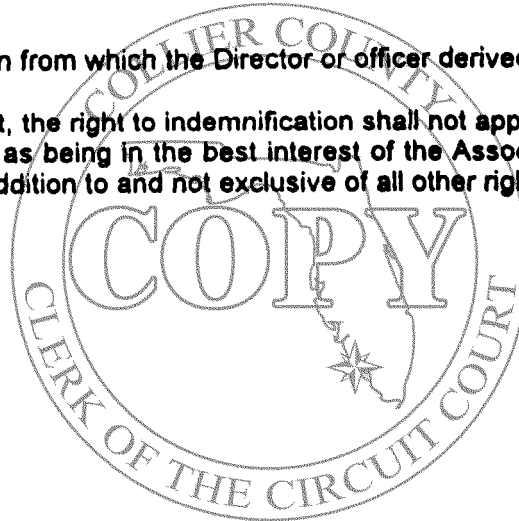 n from which the Director or officer derived
t, the right to indemnification shall not app
as being in the best interest of the Assoc
ddition to and not exclusive of all other righ
COLLIER COUNTY
COPY
CLERK OF THE CIRCUIT COURT